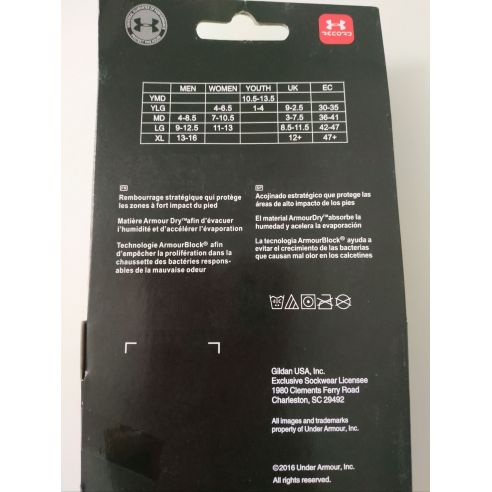 RECORD
MEN WOMEN YOUTH UK EC
YMD 10.5-13.5
YLG 4-6.5 1-4 9-2.5 30-35
MD 4-8.5 7-10.5 3-7.5 36-41
LG 9-12.5 11-13 8.5-11.5 42-47
XL 13-16 12+ 47+
FR
Rembourrage stratégique qui protège
les zones à fort impact du pied
Matière Armour Dry™afin d'évacuer
l'humidité et d'accélérer l'évaporation
Technologie ArmourBlock® afin
d'empêcher la prolifération dans la
chaussette des bactéries respons-
ables de la mauvaise odeur
SP
Acojinado estratégico que protege las
áreas de alto impacto de los pies
El material ArmourDry™absorbe la
humedad y acelera la evaporación
La tecnologia ArmourBlock® ayuda a
evitar el crecimiento de las bacterias
que causan mal olor en los calcetines
Gildan USA, Inc.
Exclusive Sockwear Licensee
1980 Clements Ferry Road
Charleston, SC 29492
All images and trademarks
property of Under Armour, Inc.
©2016 Under Armour, Inc.
All rights reserved.